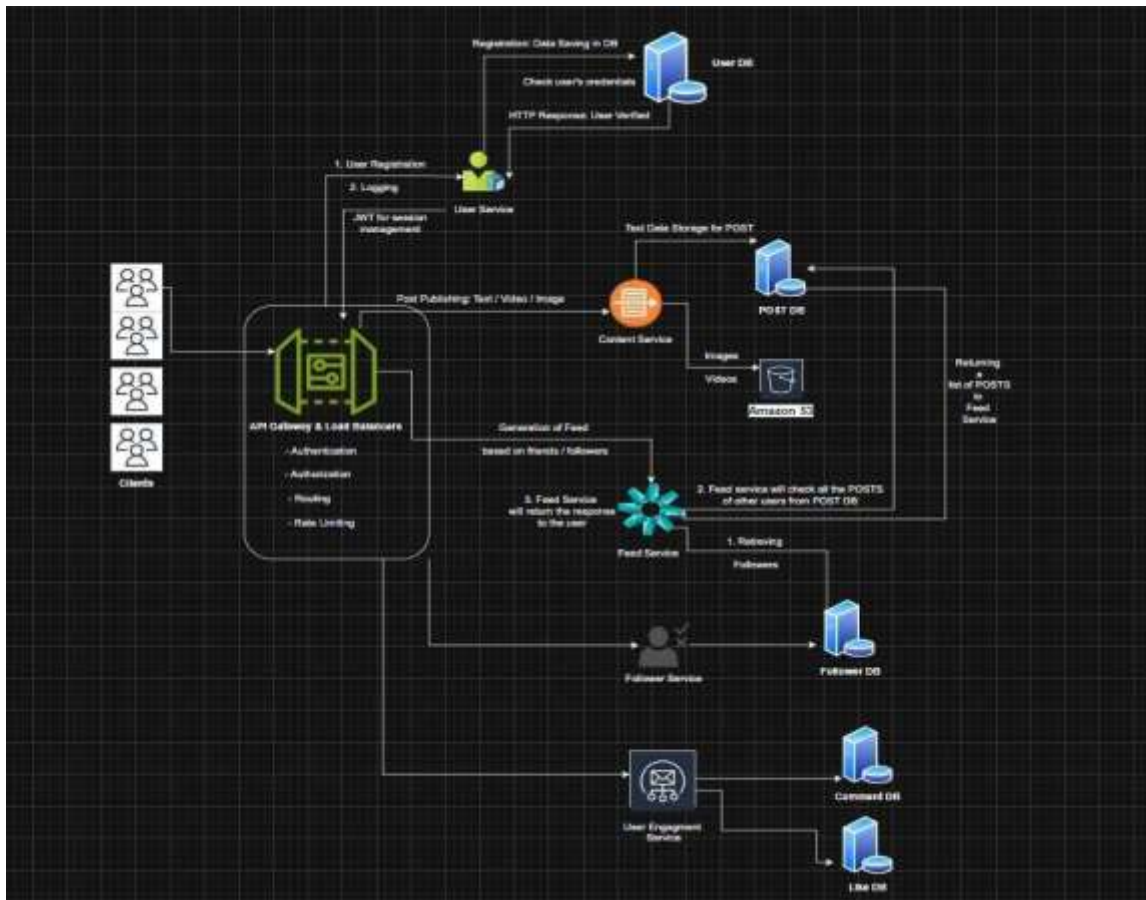 Registration: Data Saving in DB
User DB
Check user's credentials
HTTP Response: User Verified
1. User Registration
2. Logging
User Service
JWT for session
management
Text Data Storage for POST
POST DB
Post Publishing: Text / Video / Image
Content Service
Images
Videos
Amazon S3
Returning
a
list of POSTS
to
Feed
Service
API Gateway & Load Balancers
- Authentication
- Authorization
- Routing
- Rate Limiting
Clients
Generation of Feed
based on friends / followers
3. Feed Service
will return the response
to the user
2. Feed service will check all the POSTS
of other users from POST DB
Feed Service
1. Retreving
Followers
Follower Service
Follower DB
User Engagment
Service
Comment DB
Like DB